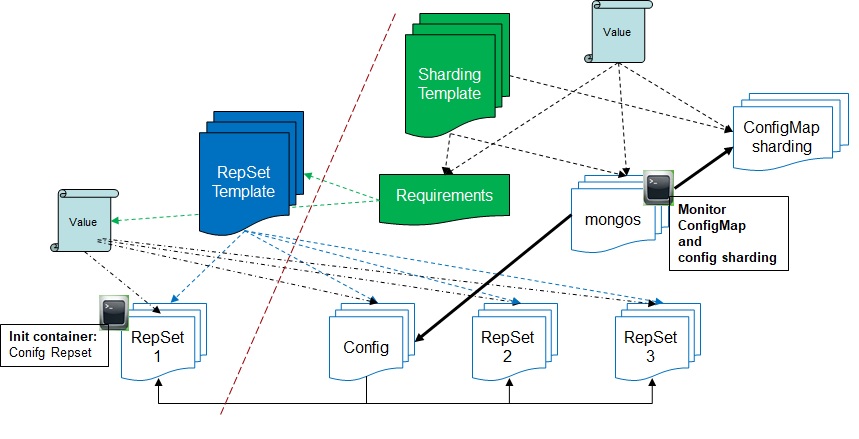 Value
Sharding
Template
ConfigMap
sharding
RepSet
Template
Requirements
mongos
Monitor
ConfigMap
and
config sharding
Value
Init container:
Conifg Repset
RepSet
1
Config
RepSet
2
RepSet
3